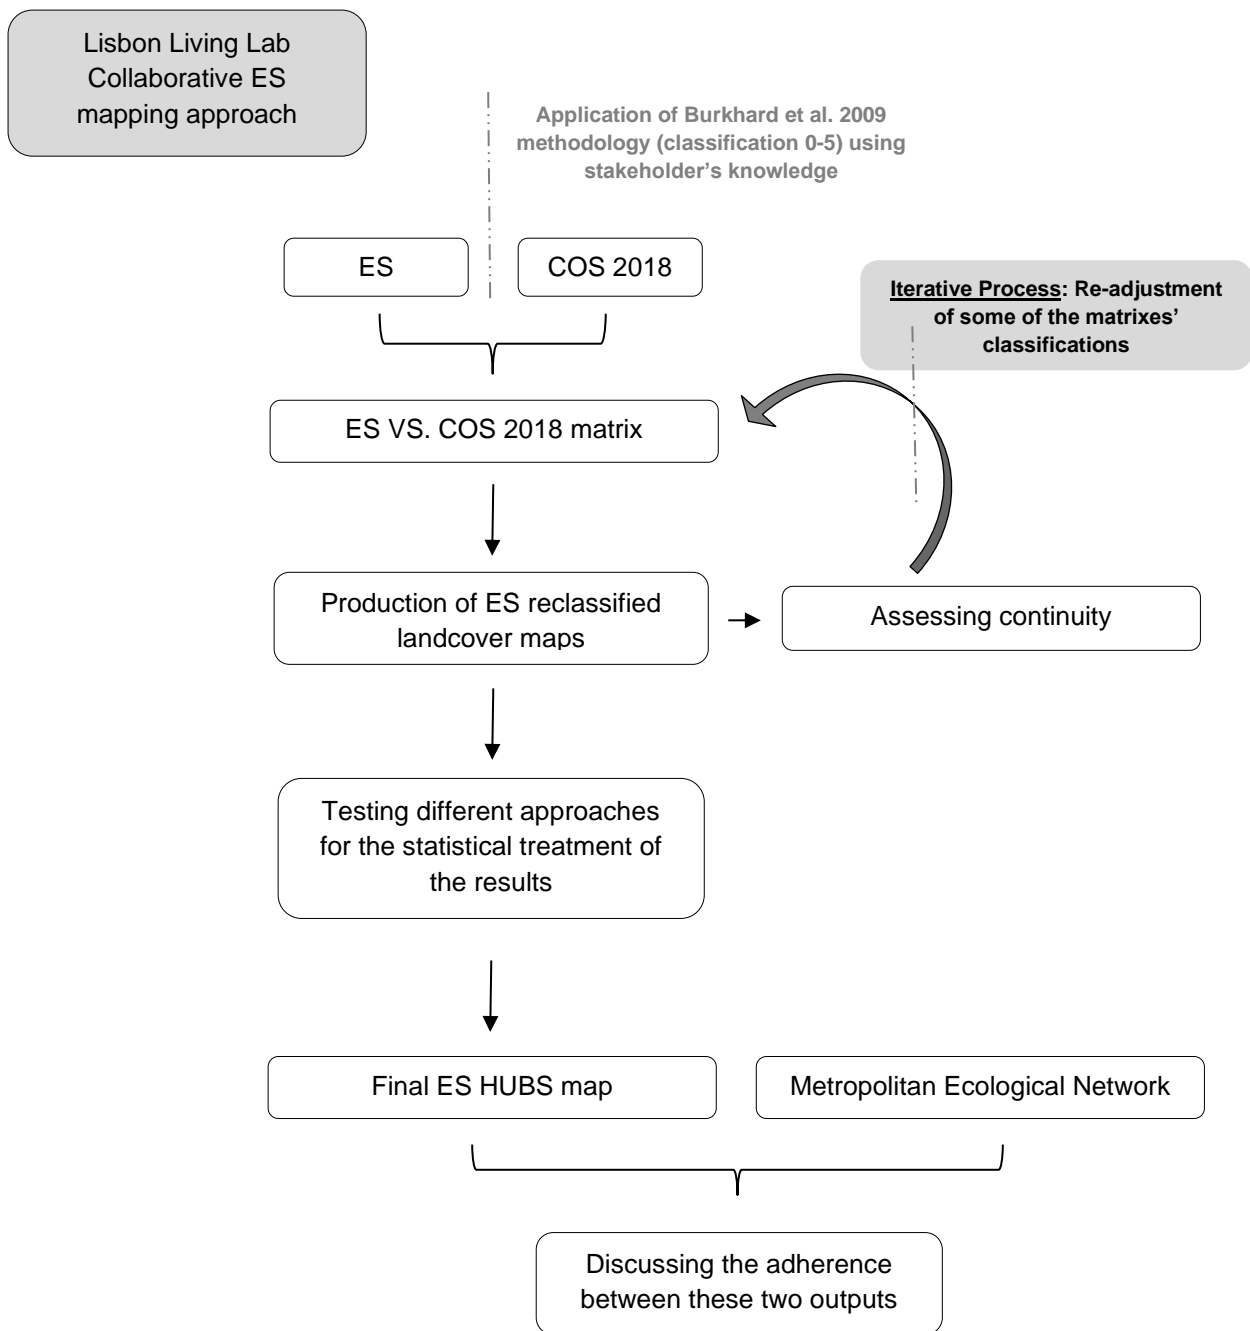 Lisbon Living Lab
Collaborative ES
mapping approach
Application of Burkhard et al. 2009
methodology (classification 0-5) using
stakeholder’s knowledge
ES
COS 2018
Iterative Process: Re-adjustment
of some of the matrixes’
classifications
ES VS. COS 2018 matrix
Production of ES reclassified
landcover maps
Assessing continuity
Testing different approaches
for the statistical treatment of
the results
Final ES HUBS map
Metropolitan Ecological Network
Discussing the adherence
between these two outputs